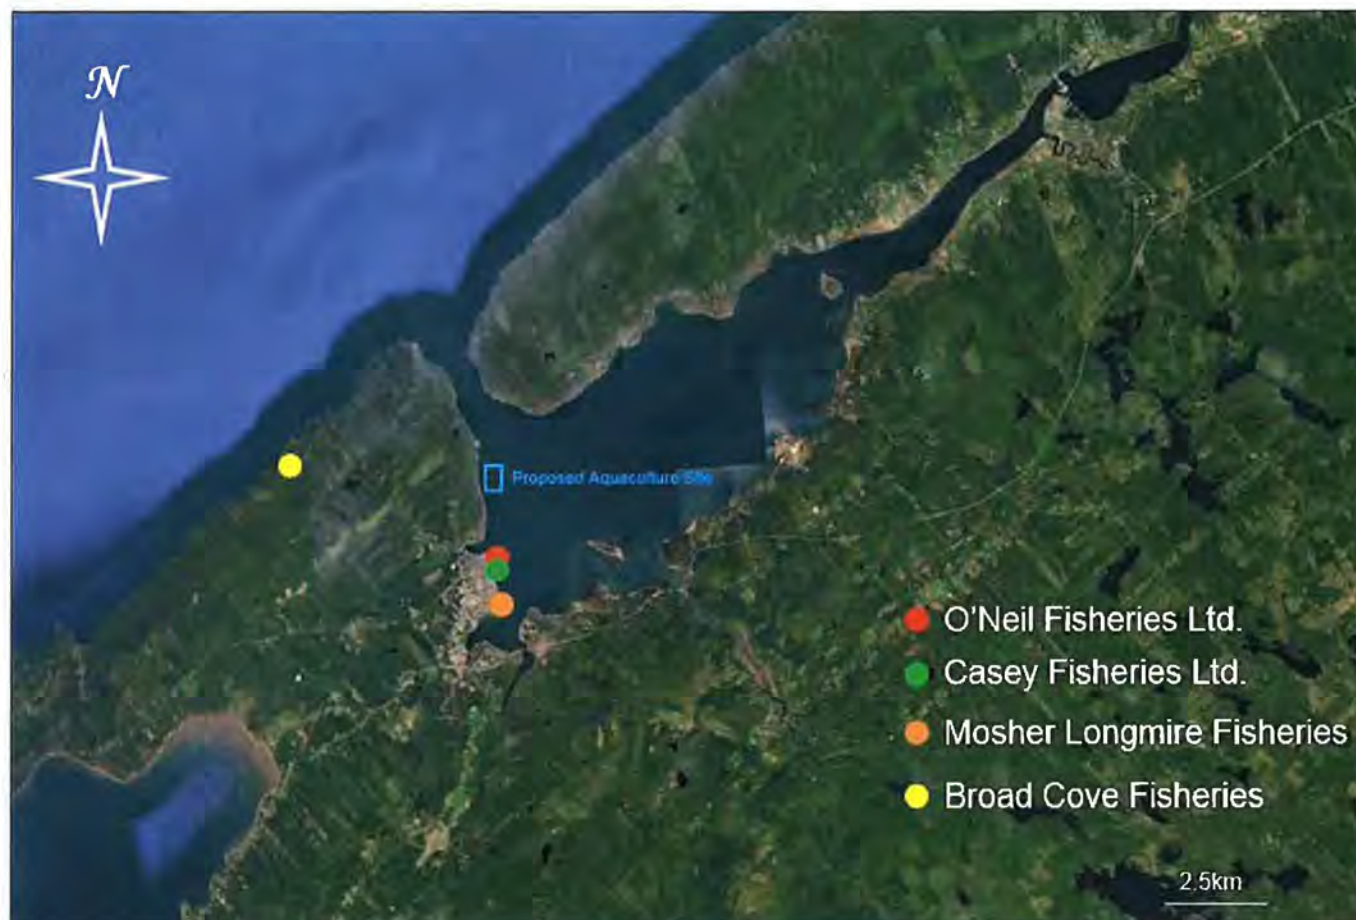 N
Proposed Aquaculture Site
O'Neil Fisheries Ltd.
Casey Fisheries Ltd.
Mosher Longmire Fisheries
Broad Cove Fisheries
2.5km